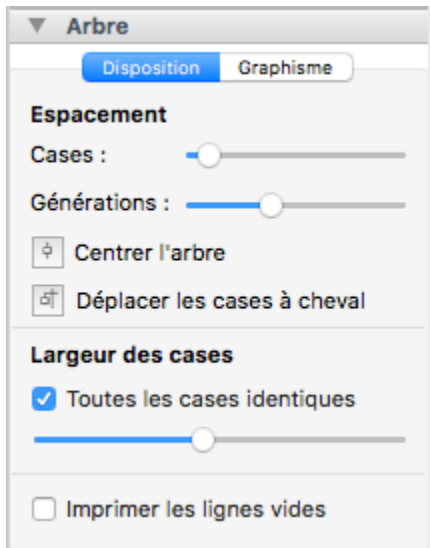 Arbre
Disposition Graphisme
Espacement
Cases :
Générations :
Centrer l'arbre
Déplacer les cases à cheval
Largeur des cases
Toutes les cases identiques
Imprimer les lignes vides